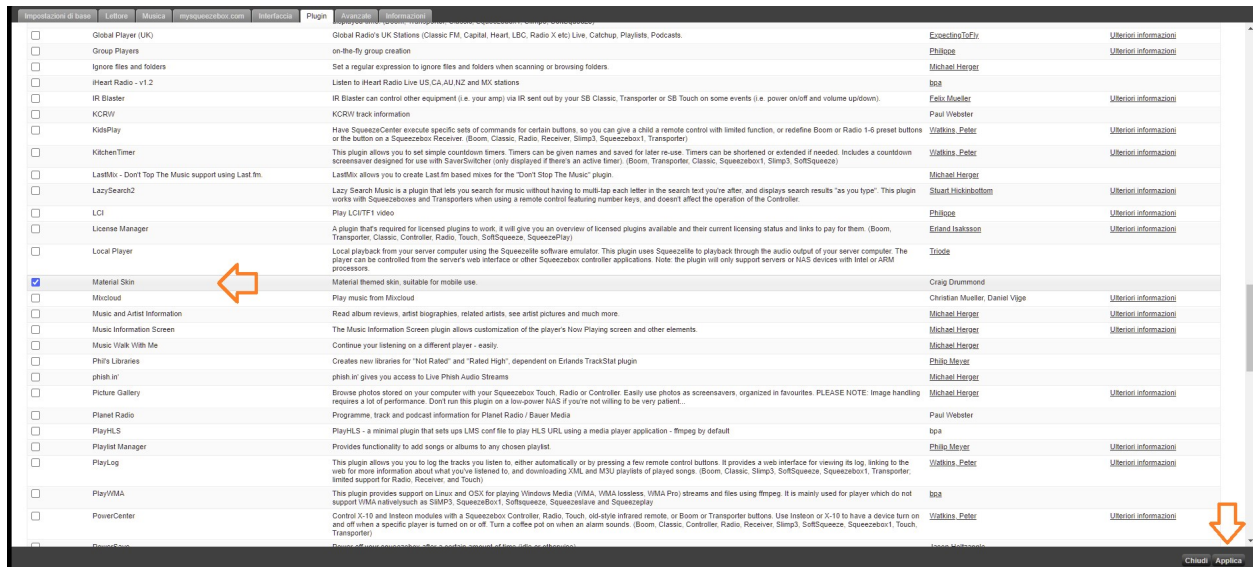 Impostazioni di base Lettore Musica mysqueezebox.com Interfaccia Plugin Avanzate Informazioni
Global Player (UK) Global Radio's UK Stations (Classic FM, Capital, Heart, LBC, Radio X etc) Live, Catchup, Playlists, Podcasts. ExpectingToFly Ulteriori informazioni
Group Players on-the-fly group creation Philippe Ulteriori informazioni
Ignore files and folders Set a regular expression to ignore files and folders when scanning or browsing folders. Michael Herger
iHeart Radio - v1.2 Listen to iHeart Radio Live US,CA,AU,NZ and MX stations bpa
IR Blaster IR Blaster can control other equipment (i.e. your amp) via IR sent out by your SB Classic, Transporter or SB Touch on some events (i.e. power on/off and volume up/down). Felix Mueller Ulteriori informazioni
KCRW KCRW track information Paul Webster
KidsPlay Have SqueezeCenter execute specific sets of commands for certain buttons, so you can give a child a remote control with limited function, or redefine Boom or Radio 1-6 preset buttons Watkins, Peter Ulteriori informazioni
or the button on a Squeezebox Receiver. (Boom, Classic, Radio, Receiver, Slimp3, SoftSqueeze, Squeezebox1, Transporter)
KitchenTimer This plugin allows you to set simple countdown timers. Timers can be given names and saved for later re-use. Timers can be shortened or extended if needed. Includes a countdown Watkins, Peter Ulteriori informazioni
screensaver designed for use with SaverSwitcher (only displayed if there's an active timer). (Boom, Transporter, Classic, Squeezebox1, Slimp3, SoftSqueeze)
LastMix - Don't Top The Music support using Last.fm. LastMix allows you to create Last.fm based mixes for the "Don't Stop The Music" plugin. Michael Herger
LazySearch2 Lazy Search Music is a plugin that lets you search for music without having to multi-tap each letter in the search text you're after, and displays search results "as you type". This plugin Stuart Hickinbottom Ulteriori informazioni
works with Squeezeboxes and Transporters when using a remote control featuring number keys, and doesn't affect the operation of the Controller.
LCI Play LCI/TF1 video Philippe Ulteriori informazioni
License Manager A plugin that's required for licensed plugins to work, it will give you an overview of licensed plugins available and their current licensing status and links to pay for them. (Boom, Erland Isaksson Ulteriori informazioni
Transporter, Classic, Controller, Radio, Touch, SoftSqueeze, SqueezePlay)
Local Player Local playback from your server computer using the Squeezelite software emulator. This plugin uses Squeezelite to playback through the audio output of your server computer. The Triode Ulteriori informazioni
player can be controlled from the server's web interface or other Squeezebox controller applications. Note: the plugin will only support servers or NAS devices with Intel or ARM
processors.
Material Skin Material themed skin, suitable for mobile use. Craig Drummond
Mixcloud Play music from Mixcloud Christian Mueller, Daniel Vijge Ulteriori informazioni
Music and Artist Information Read album reviews, artist biographies, related artists, see artist pictures and much more. Michael Herger Ulteriori informazioni
Music Information Screen The Music Information Screen plugin allows customization of the player's Now Playing screen and other elements. Michael Herger Ulteriori informazioni
Music Walk With Me Continue your listening on a different player - easily. Michael Herger
Phil's Libraries Creates new libraries for "Not Rated" and "Rated High", dependent on Erlands TrackStat plugin Philip Meyer
phish.in' phish.in' gives you access to Live Phish Audio Streams Michael Herger
Picture Gallery Browse photos stored on your computer with your Squeezebox Touch, Radio or Controller. Easily use photos as screensavers, organized in favourites. PLEASE NOTE: Image handling Michael Herger Ulteriori informazioni
requires a lot of performance. Don't run this plugin on a low-power NAS if you're not willing to be very patient...
Planet Radio Programme, track and podcast information for Planet Radio / Bauer Media Paul Webster
PlayHLS PlayHLS - a minimal plugin that sets ups LMS conf file to play HLS URL using a media player application - ffmpeg by default bpa
Playlist Manager Provides functionality to add songs or albums to any chosen playlist. Philip Meyer Ulteriori informazioni
PlayLog This plugin allows you you to log the tracks you listen to, either automatically or by pressing a few remote control buttons. It provides a web interface for viewing its log, linking to the Watkins, Peter Ulteriori informazioni
web for more information about what you've listened to, and downloading XML and M3U playlists of played songs. (Boom, Classic, Slimp3, SoftSqueeze, Squeezebox1, Transporter;
limited support for Radio, Receiver, and Touch)
PlayWMA This plugin provides support on Linux and OSX for playing Windows Media (WMA, WMA lossless, WMA Pro) streams and files using ffmpeg. It is mainly used for player which do not bpa
support WMA nativelysuch as SliMP3, SqueezeBox1, Softsqueeze, Squeezeslave and Squeezeplay
PowerCenter Control X-10 and Insteon modules with a Squeezebox Controller, Radio, Touch, old-style infrared remote, or Boom or Transporter buttons. Use Insteon or X-10 to have a device turn on Watkins, Peter Ulteriori informazioni
and off when a specific player is turned on or off. Turn a coffee pot on when an alarm sounds. (Boom, Classic, Controller, Radio, Receiver, Slimp3, SoftSqueeze, Squeezebox1, Touch,
Transporter)
Chiudi Applica